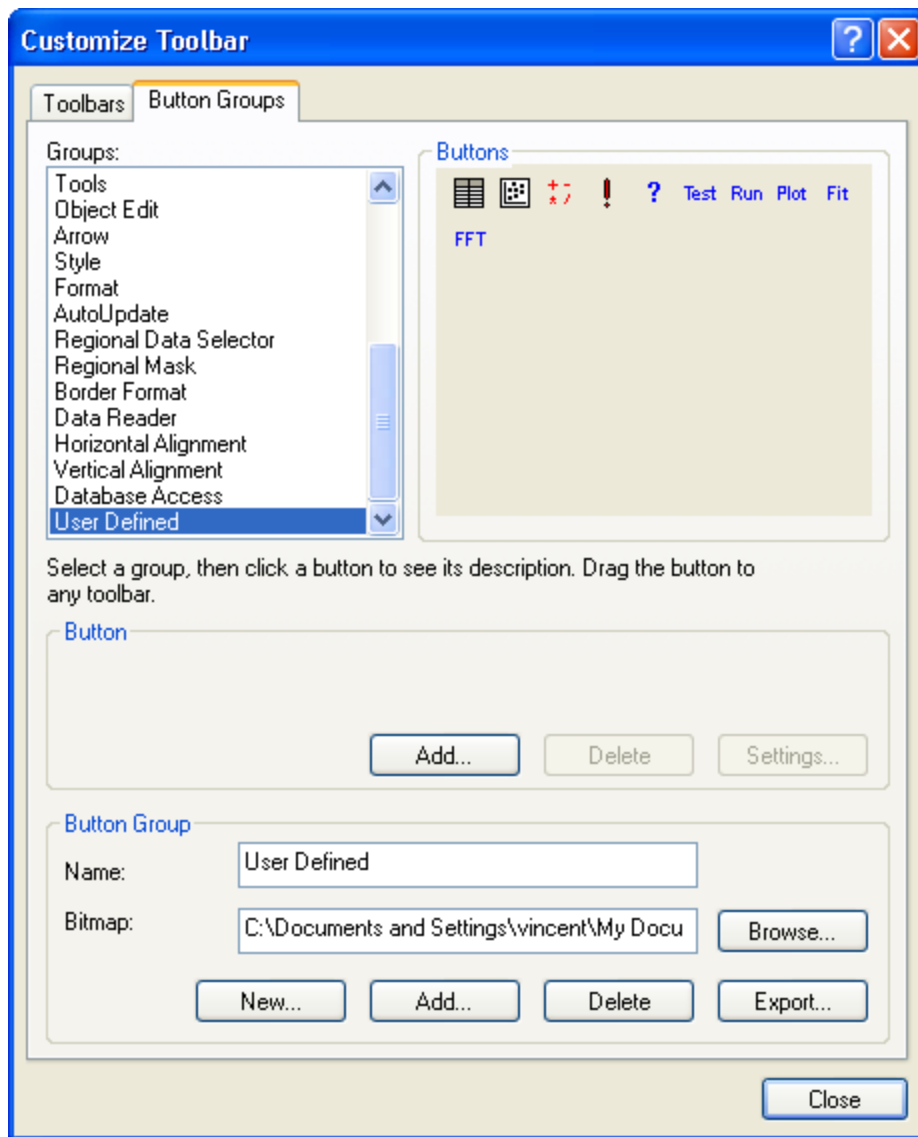 Customize Toolbar
Toolbars
Button Groups
Groups:
Tools
Object Edit
Arrow
Style
Format
AutoUpdate
Regional Data Selector
Regional Mask
Border Format
Data Reader
Horizontal Alignment
Vertical Alignment
Database Access
User Defined
Buttons
+ - * / ! ? Test Run Plot Fit
FFT
Select a group, then click a button to see its description. Drag the button to
any toolbar.
Button
Add... Delete Settings...
Button Group
Name: User Defined
Bitmap: C:\Documents and Settings\vincent\My Docu Browse...
New... Add... Delete Export...
Close